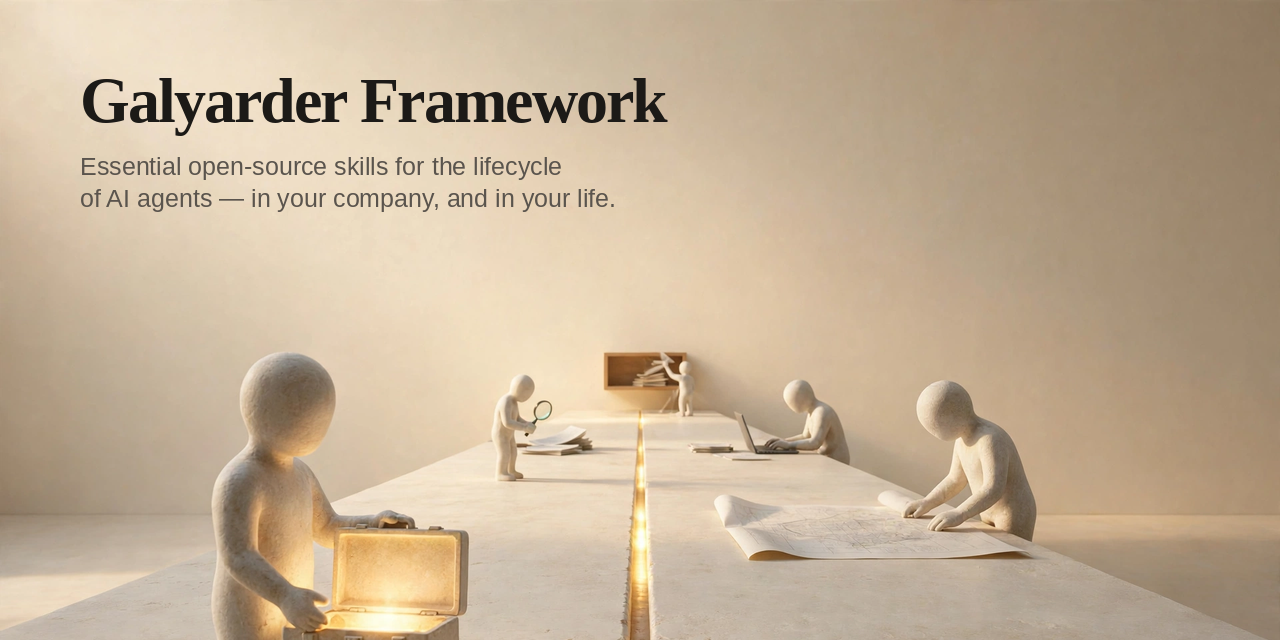 Galyarder Framework
Essential open-source skills for the lifecycle
of AI agents — in your company, and in your life.